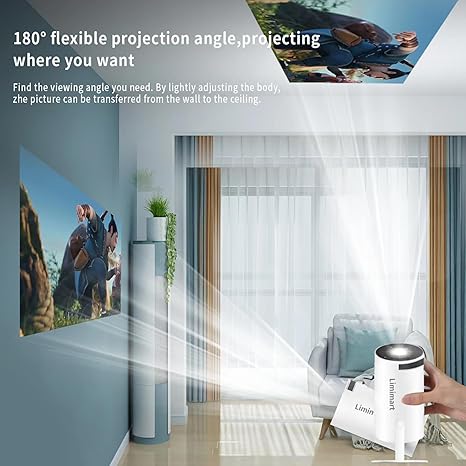 180° flexible projection angle,projecting
where you want
Find the viewing angle you need. By lightly adjusting the body,
zhe picture can be transferred from the wall to the ceiling.
Limin
Limimart